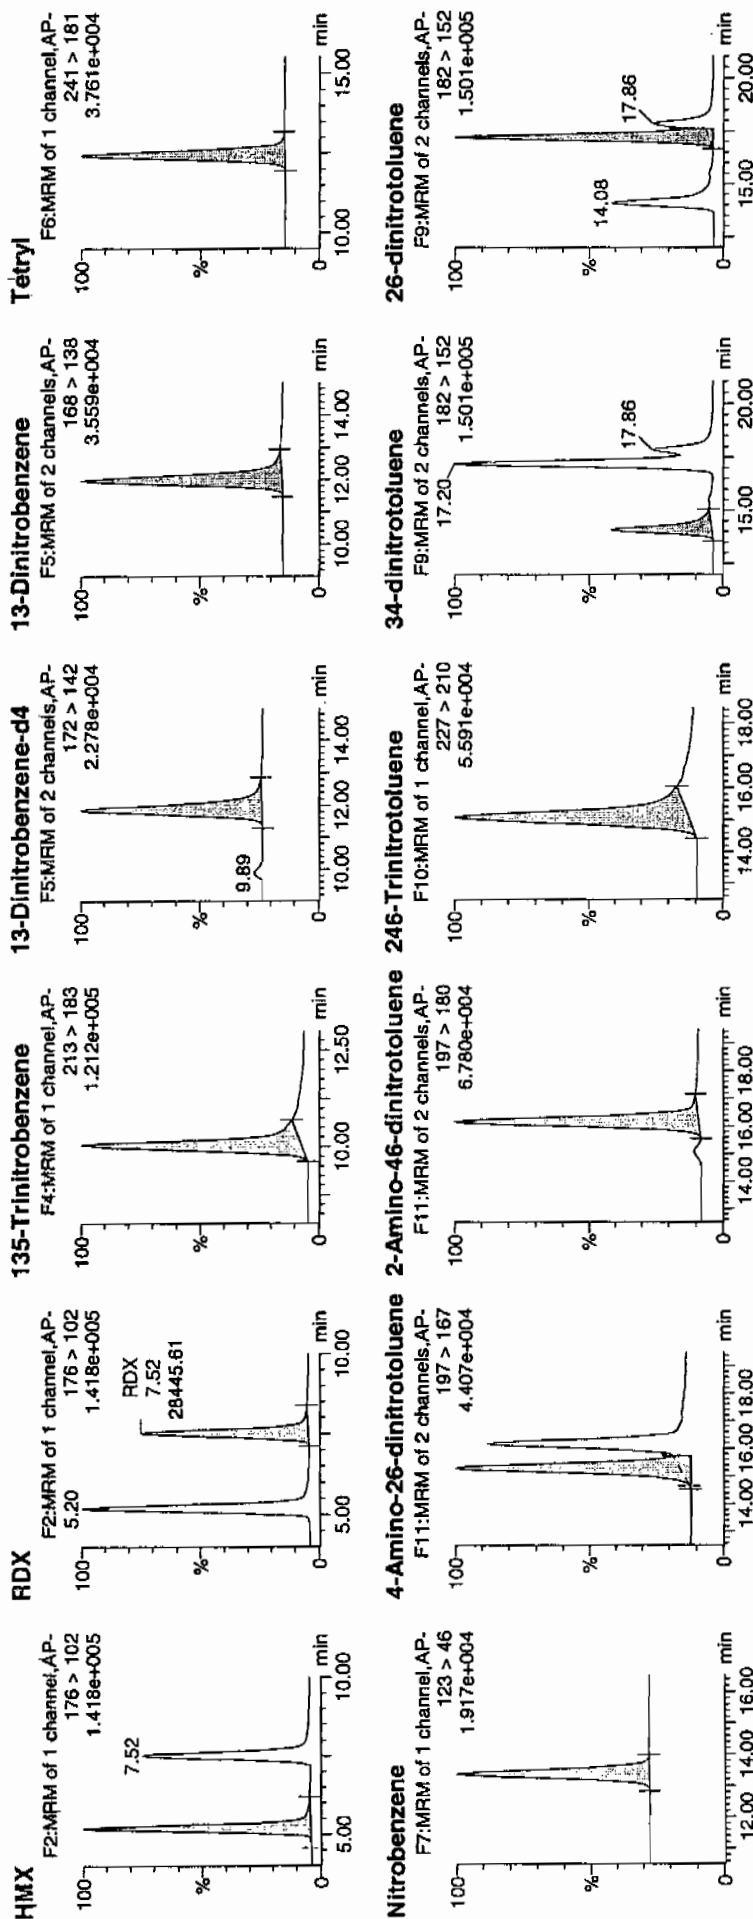 HMX
F2:MRM of 1 channel,AP-
176 > 102
1.418e+005
100
7.52
%
0
min
5.00
10.00
RDX
F2:MRM of 1 channel,AP-
176 > 102
1.418e+005
100
5.20
RDX
7.52
28445.61
%
0
min
5.00
10.00
135-Trinitrobenzene
F4:MRM of 1 channel,AP-
213 > 183
1.212e+005
100
%
0
min
10.00
12.50
13-Dinitrobenzene-d4
F5:MRM of 2 channels,AP-
172 > 142
2.278e+004
100
%
9.89
0
min
10.00
12.00
14.00
13-Dinitrobenzene
F5:MRM of 2 channels,AP-
168 > 138
3.559e+004
100
%
0
min
10.00
12.00
14.00
Tetryl
F6:MRM of 1 channel,AP-
241 > 181
3.761e+004
100
%
0
min
10.00
15.00
Nitrobenzene
F7:MRM of 1 channel,AP-
123 > 46
1.917e+004
100
%
0
min
12.00
14.00
16.00
4-Amino-26-dinitrotoluene
F11:MRM of 2 channels,AP-
197 > 167
4.407e+004
100
%
0
min
14.00
16.00
18.00
2-Amino-46-dinitrotoluene
F11:MRM of 2 channels,AP-
197 > 180
6.780e+004
100
%
0
min
14.00
16.00
18.00
246-Trinitrotoluene
F10:MRM of 1 channel,AP-
227 > 210
5.591e+004
100
%
0
min
14.00
16.00
18.00
34-dinitrotoluene
F9:MRM of 2 channels,AP-
182 > 152
1.501e+005
100
17.20
17.86
%
0
min
15.00
20.00
26-dinitrotoluene
F9:MRM of 2 channels,AP-
182 > 152
1.501e+005
100
14.08
17.86
%
0
min
15.00
20.00